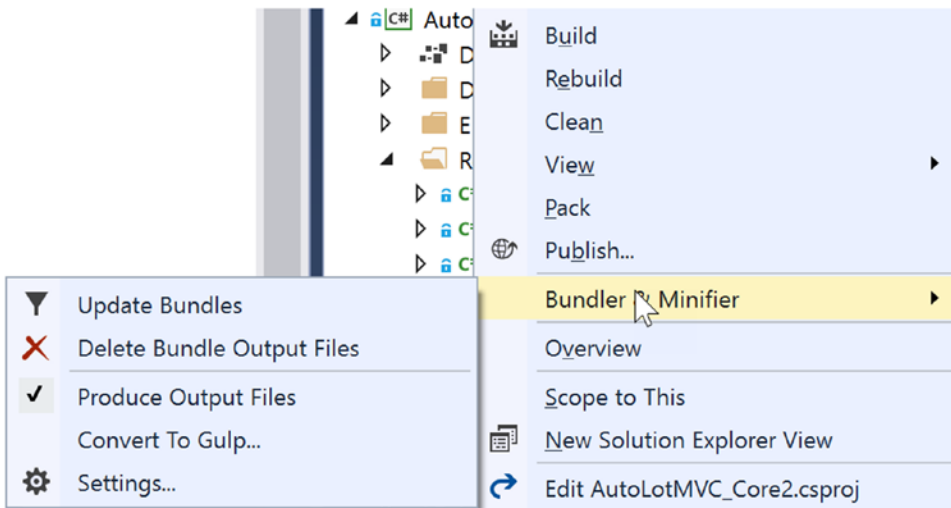 C# Auto
D
D
E
R
C#
C#
C#
Build
Rebuild
Clean
View
Pack
Publish...
Bundler & Minifier
Overview
Scope to This
New Solution Explorer View
Edit AutoLotMVC_Core2.csproj
Update Bundles
Delete Bundle Output Files
Produce Output Files
Convert To Gulp...
Settings...